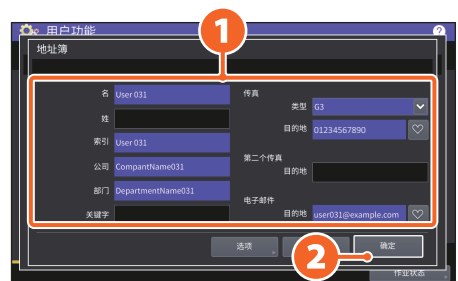 用户功能
1
?
地址簿
名 User 031
姓
索引 User 031
公司 CompantName031
部门 DepartmentName031
关键字
传真
类型 G3
目的地 01234567890
第二个传真
目的地
电子邮件
目的地 user031@example.com
选项
2
确定
作业状态